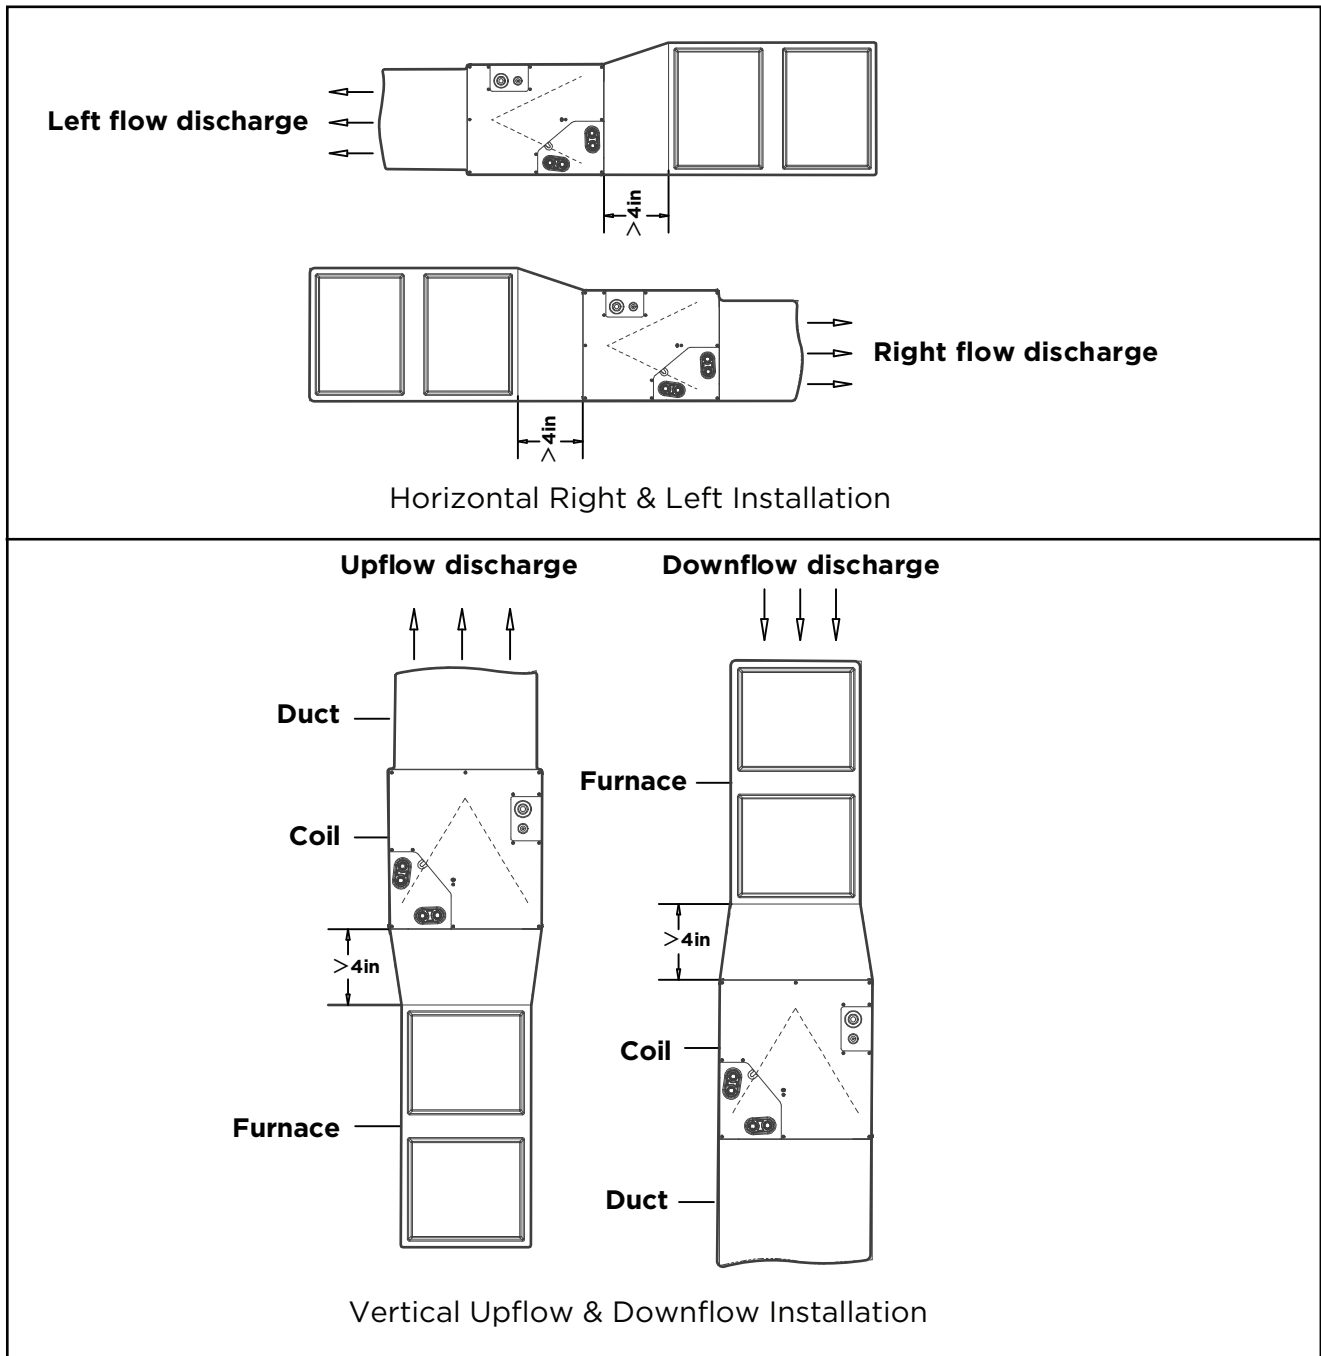 Left flow discharge
>4in
Right flow discharge
>4in
Horizontal Right & Left Installation
Upflow discharge
Downflow discharge
Duct
Furnace
Coil
>4in
>4in
Coil
Furnace
Duct
Vertical Upflow & Downflow Installation